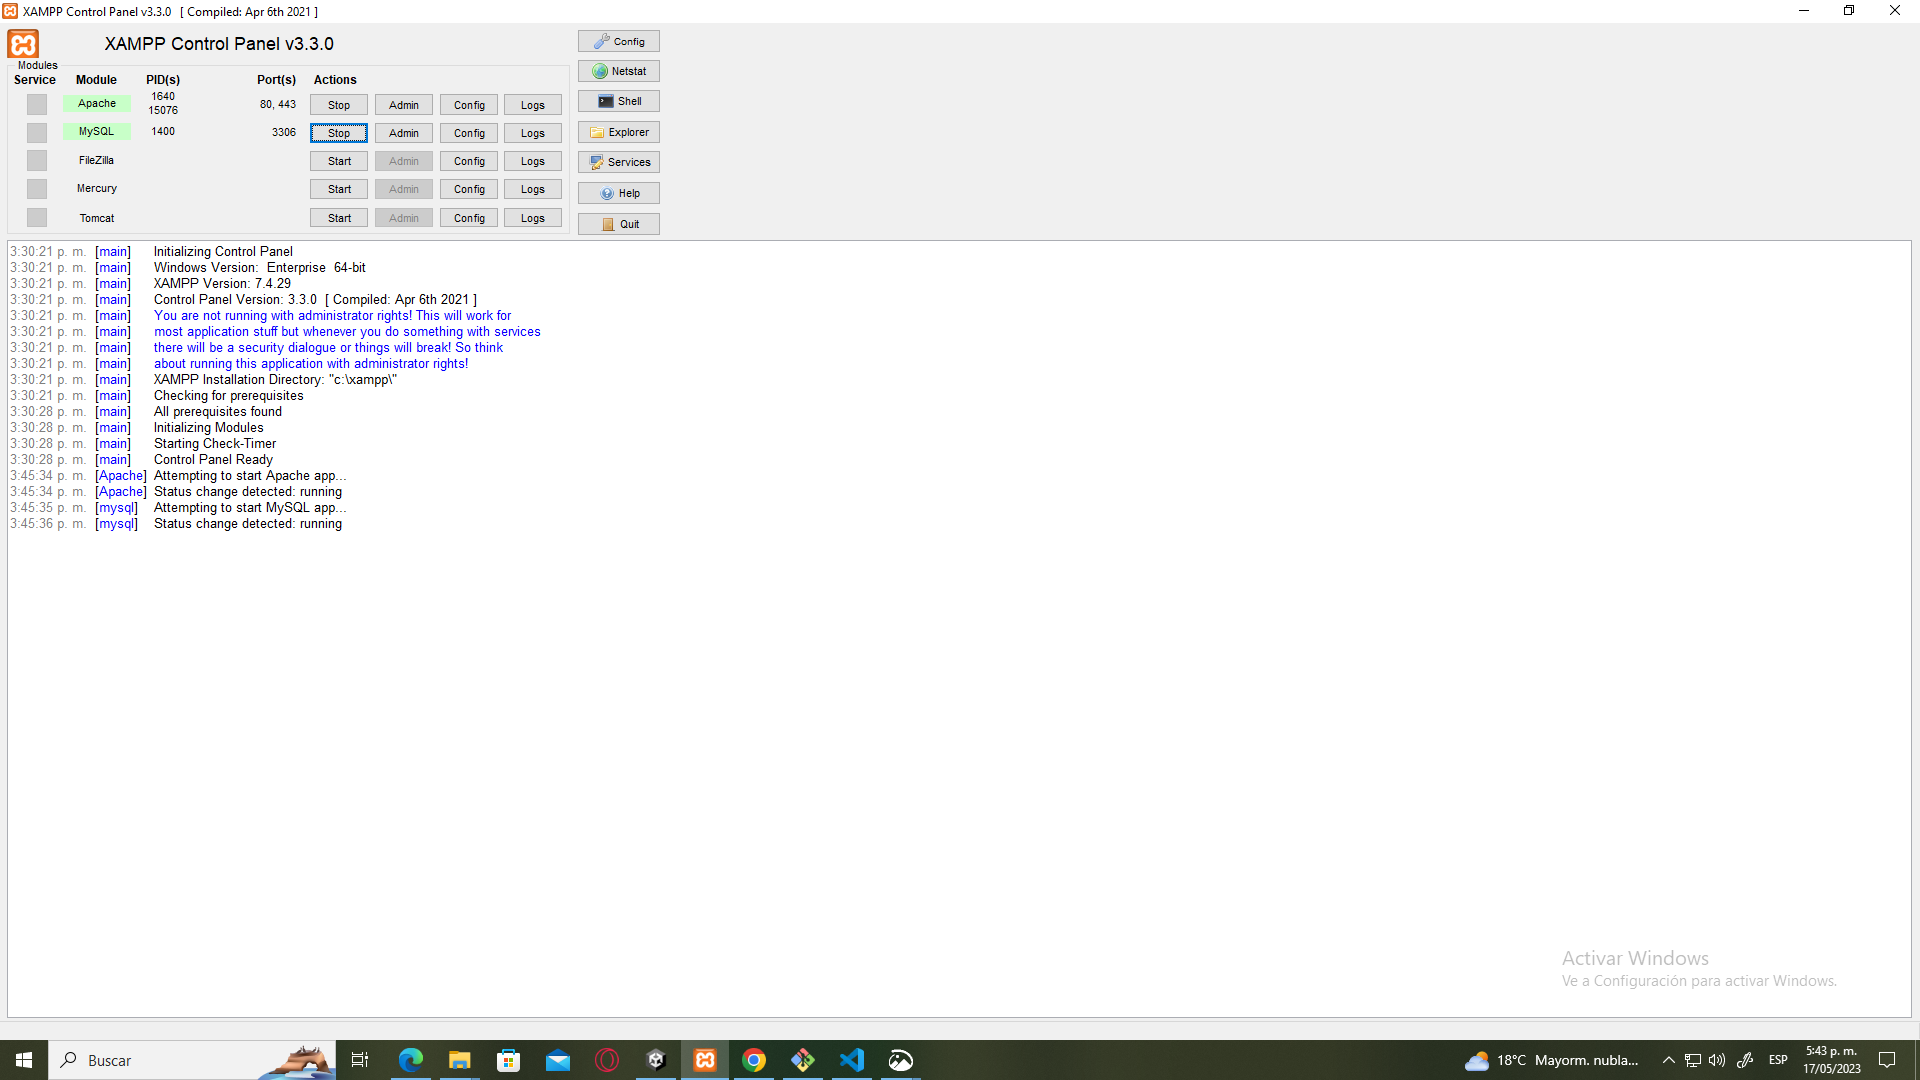 XAMPP Control Panel v3.3.0 [ Compiled: Apr 6th 2021 ]
XAMPP Control Panel v3.3.0
Config
Netstat
Shell
Explorer
Services
Help
Quit
Modules
Service Module PID(s) Port(s) Actions
Apache 1640 15076 80, 443 Stop Admin Config Logs
MySQL 1400 3306 Stop Admin Config Logs
FileZilla Start Admin Config Logs
Mercury Start Admin Config Logs
Tomcat Start Admin Config Logs
3:30:21 p. m. [main] Initializing Control Panel
3:30:21 p. m. [main] Windows Version: Enterprise 64-bit
3:30:21 p. m. [main] XAMPP Version: 7.4.29
3:30:21 p. m. [main] Control Panel Version: 3.3.0 [ Compiled: Apr 6th 2021 ]
3:30:21 p. m. [main] You are not running with administrator rights! This will work for
3:30:21 p. m. [main] most application stuff but whenever you do something with services
3:30:21 p. m. [main] there will be a security dialogue or things will break! So think
3:30:21 p. m. [main] about running this application with administrator rights!
3:30:21 p. m. [main] XAMPP Installation Directory: "c:\xampp\"
3:30:21 p. m. [main] Checking for prerequisites
3:30:28 p. m. [main] All prerequisites found
3:30:28 p. m. [main] Initializing Modules
3:30:28 p. m. [main] Starting Check-Timer
3:30:28 p. m. [main] Control Panel Ready
3:45:34 p. m. [Apache] Attempting to start Apache app...
3:45:34 p. m. [Apache] Status change detected: running
3:45:35 p. m. [mysql] Attempting to start MySQL app...
3:45:36 p. m. [mysql] Status change detected: running
Activar Windows
Ve a Configuración para activar Windows.
Buscar
18°C Mayorm. nubla...
ESP
5:43 p. m.
17/05/2023